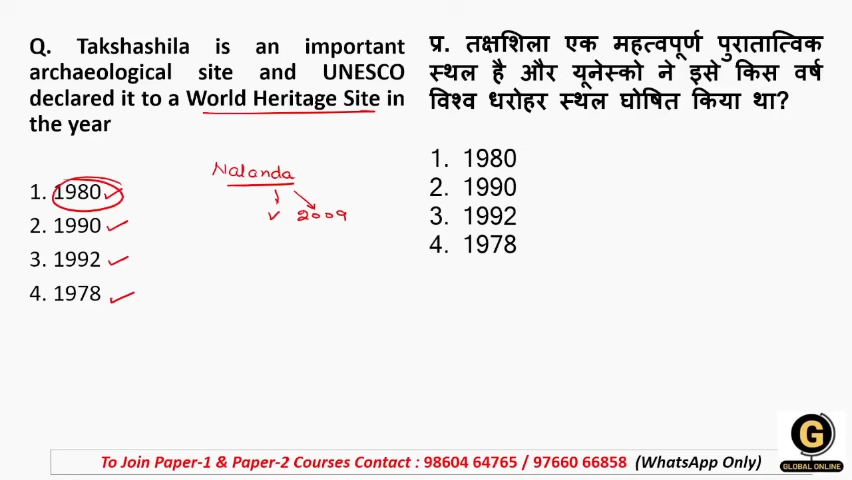 Q. Takshashila is an important
archaeological site and UNESCO
declared it to a World Heritage Site in
the year
1. 1980
2. 1990
3. 1992
4. 1978
Nalanda
2009
प्र. तक्षशिला एक महत्वपूर्ण पुरातात्विक
स्थल है और यूनेस्को ने इसे किस वर्ष
विश्व धरोहर स्थल घोषित किया था?
1. 1980
2. 1990
3. 1992
4. 1978
To Join Paper-1 & Paper-2 Courses Contact : 98604 64765 / 97660 66858 (WhatsApp Only)
G
GLOBAL ONLINE